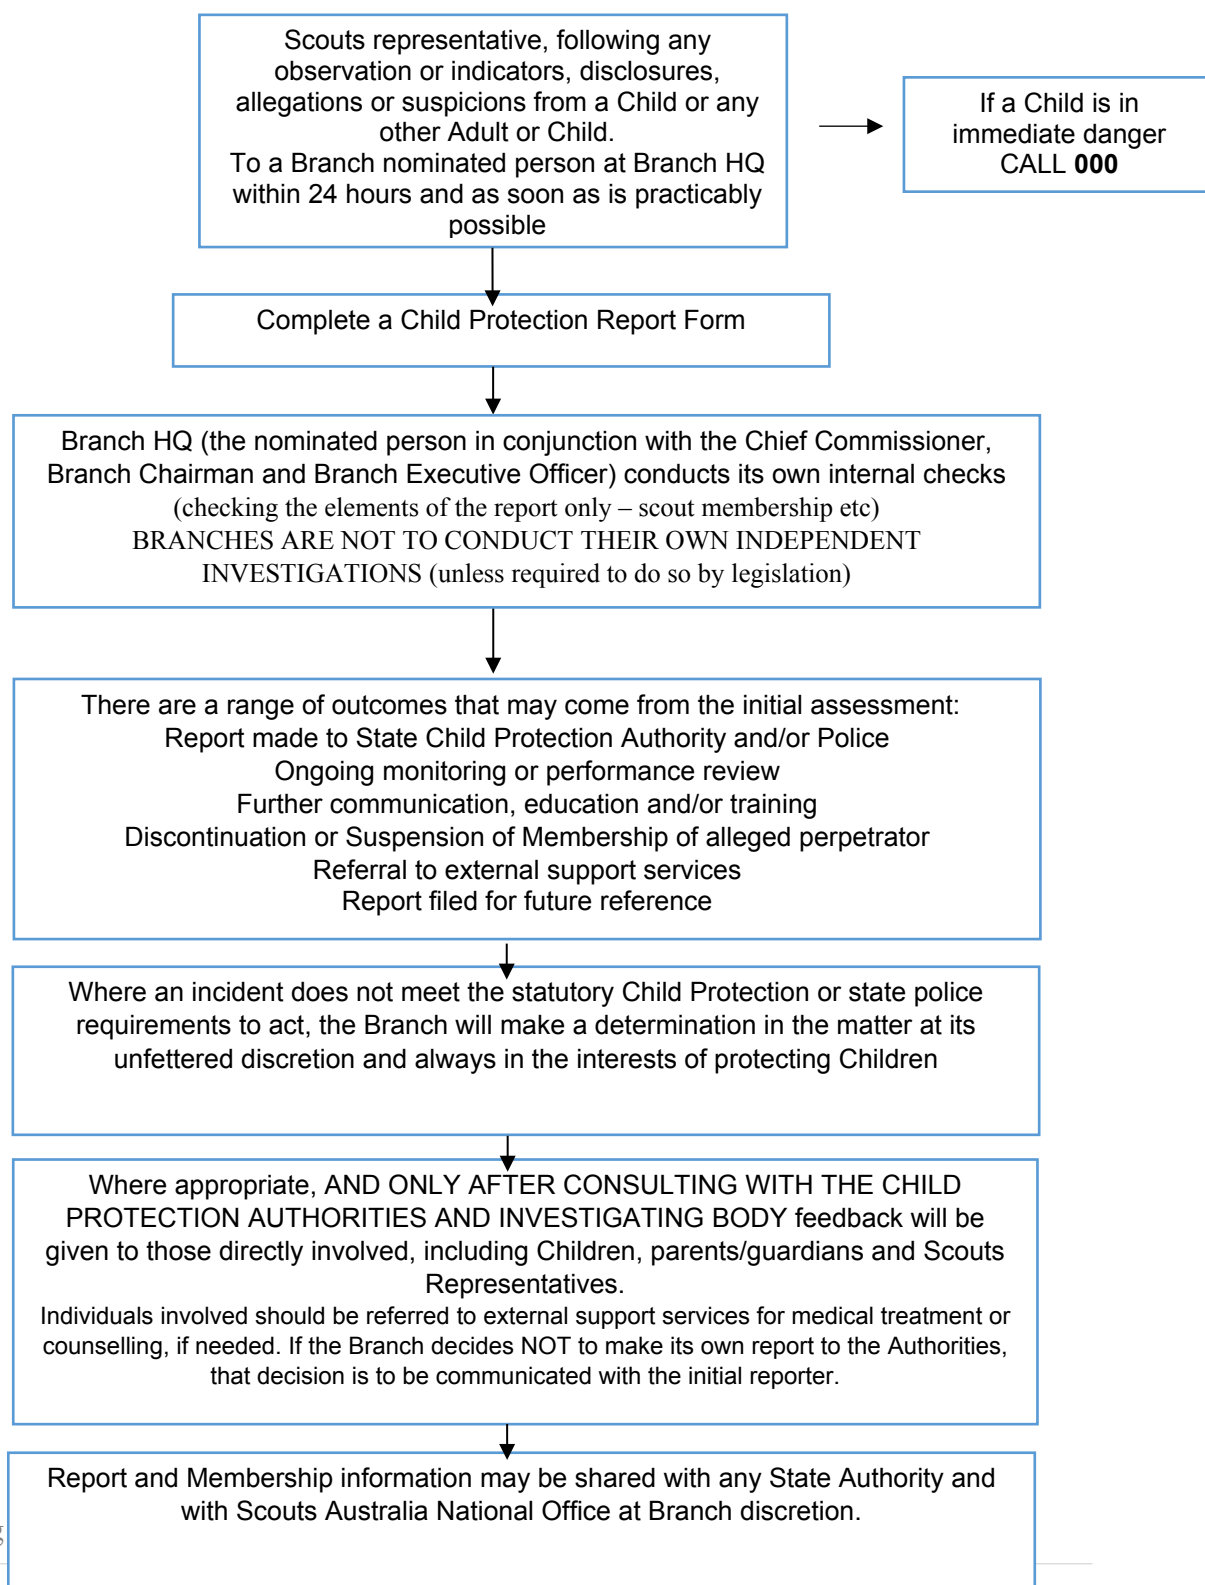 Scouts representative, following any
observation or indicators, disclosures,
allegations or suspicions from a Child or any
other Adult or Child.
To a Branch nominated person at Branch HQ
within 24 hours and as soon as is practicably
possible
If a Child is in
immediate danger
CALL 000
Complete a Child Protection Report Form
Branch HQ (the nominated person in conjunction with the Chief Commissioner,
Branch Chairman and Branch Executive Officer) conducts its own internal checks
(checking the elements of the report only – scout membership etc)
BRANCHES ARE NOT TO CONDUCT THEIR OWN INDEPENDENT
INVESTIGATIONS (unless required to do so by legislation)
There are a range of outcomes that may come from the initial assessment:
Report made to State Child Protection Authority and/or Police
Ongoing monitoring or performance review
Further communication, education and/or training
Discontinuation or Suspension of Membership of alleged perpetrator
Referral to external support services
Report filed for future reference
Where an incident does not meet the statutory Child Protection or state police
requirements to act, the Branch will make a determination in the matter at its
unfettered discretion and always in the interests of protecting Children
Where appropriate, AND ONLY AFTER CONSULTING WITH THE CHILD
PROTECTION AUTHORITIES AND INVESTIGATING BODY feedback will be
given to those directly involved, including Children, parents/guardians and Scouts
Representatives.
Individuals involved should be referred to external support services for medical treatment or
counselling, if needed. If the Branch decides NOT to make its own report to the Authorities,
that decision is to be communicated with the initial reporter.
Report and Membership information may be shared with any State Authority and
with Scouts Australia National Office at Branch discretion.